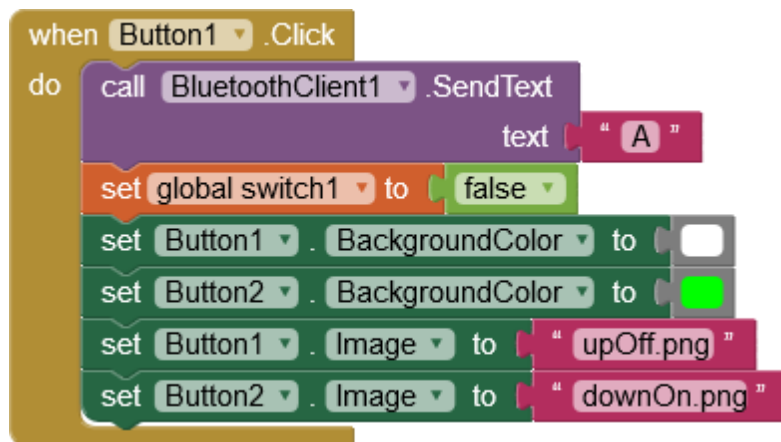 when Button1 .Click
do call BluetoothClient1 .SendText
text " A "
set global switch1 to false
set Button1 . BackgroundColor to
set Button2 . BackgroundColor to
set Button1 . Image to " upOff.png "
set Button2 . Image to " downOn.png "